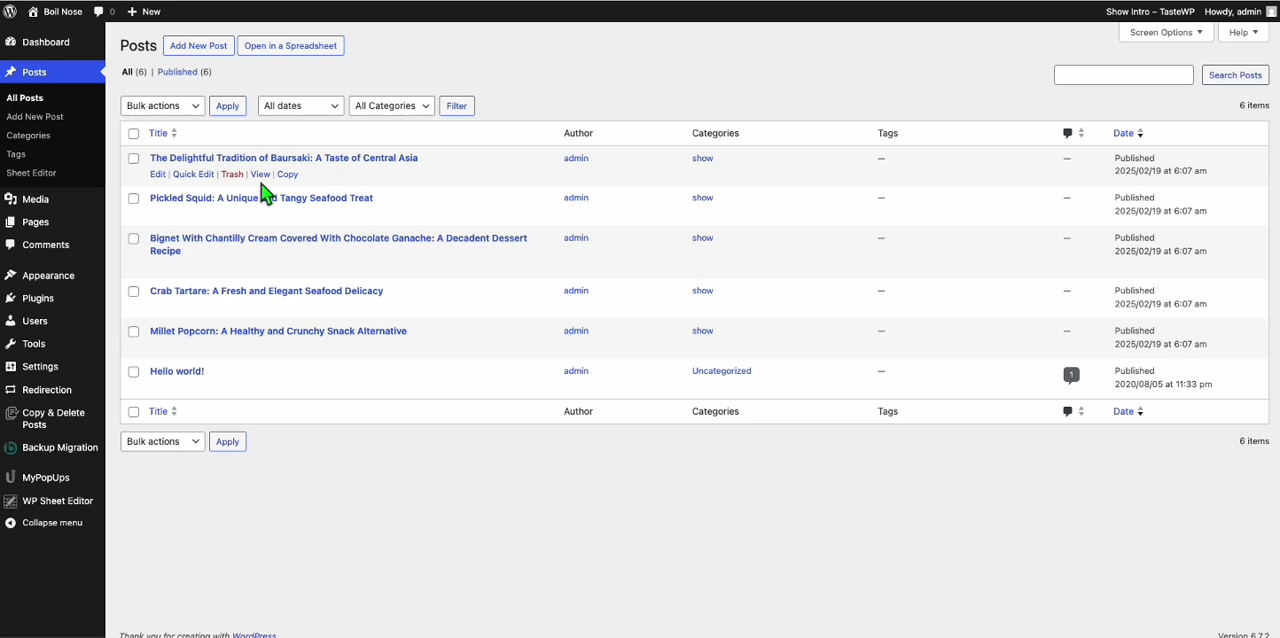 Boil Nose 0 + New Show Intro – TasteWP Howdy, admin
Screen Options Help
Dashboard
Posts
All Posts
Add New Post
Categories
Tags
Sheet Editor
Media
Pages
Comments
Appearance
Plugins
Users
Tools
Settings
Redirection
Copy & Delete
Posts
Backup Migration
MyPopUps
WP Sheet Editor
Collapse menu
Posts Add New Post Open in a Spreadsheet
All (6) | Published (6)
Search Posts
Bulk actions Apply All dates All Categories Filter 6 items
Title Author Categories Tags Date
The Delightful Tradition of Baursaki: A Taste of Central Asia admin show — — Published
Edit | Quick Edit | Trash | View | Copy 2025/02/19 at 6:07 am
Pickled Squid: A Unique Tangy Seafood Treat admin show — — Published
2025/02/19 at 6:07 am
Bignet With Chantilly Cream Covered With Chocolate Ganache: A Decadent Dessert admin show — — Published
Recipe 2025/02/19 at 6:07 am
Crab Tartare: A Fresh and Elegant Seafood Delicacy admin show — — Published
2025/02/19 at 6:07 am
Millet Popcorn: A Healthy and Crunchy Snack Alternative admin show — — Published
2025/02/19 at 6:07 am
Hello world! admin Uncategorized — 1 Published
2020/08/05 at 11:33 pm
Title Author Categories Tags Date
Bulk actions Apply 6 items
Thank you for creating with WordPress Version 6.7.2